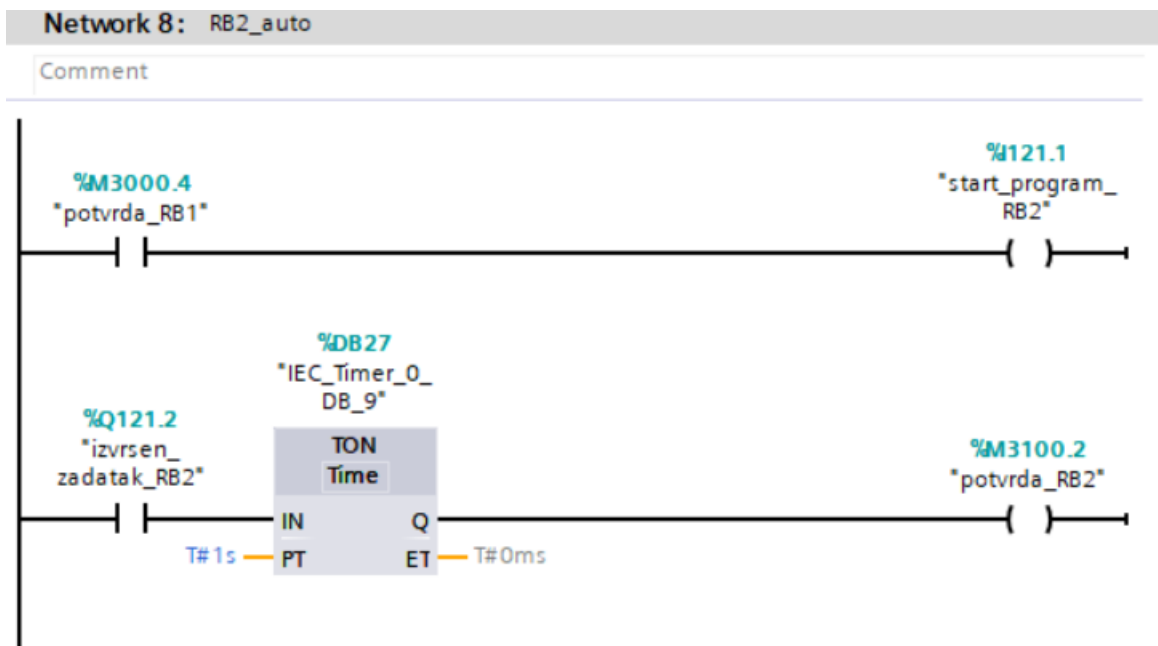 Network 8: RB2_auto
Comment
%I121.1
"start_program_
RB2"
%M3000.4
"potvrda_RB1"
%DB27
"IEC_Timer_0_
DB_9"
%Q121.2
"izvrsen_
zadatak_RB2"
TON
Time
%M3100.2
"potvrda_RB2"
IN Q
T#1s PT ET T#0ms